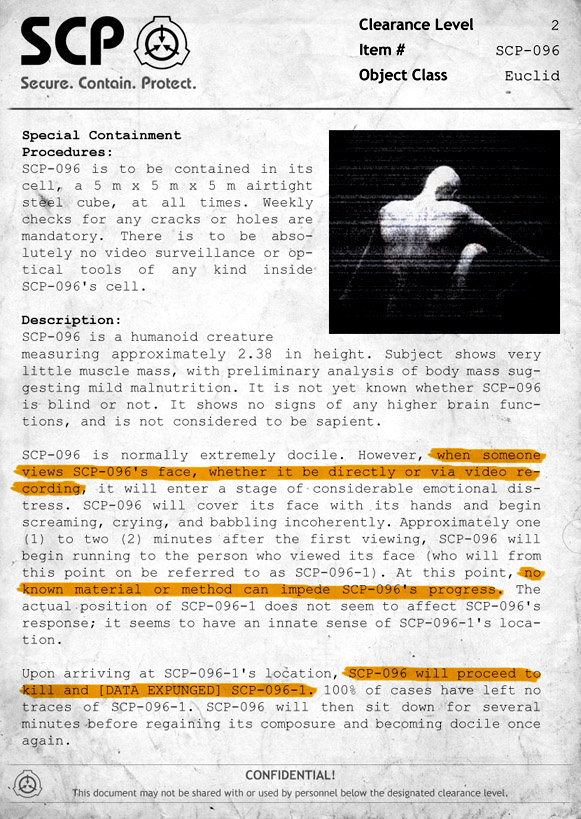 SCP
Secure. Contain. Protect.
Clearance Level 2
Item # SCP-096
Object Class Euclid
Special Containment
Procedures:
SCP-096 is to be contained in its
cell, a 5 m x 5 m x 5 m airtight
steel cube, at all times. Weekly
checks for any cracks or holes are
mandatory. There is to be abso-
lutely no video surveillance or op-
tical tools of any kind inside
SCP-096's cell.
Description:
SCP-096 is a humanoid creature
measuring approximately 2.38 in height. Subject shows very
little muscle mass, with preliminary analysis of body mass sug-
gesting mild malnutrition. It is not yet known whether SCP-096
is blind or not. It shows no signs of any higher brain func-
tions, and is not considered to be sapient.
SCP-096 is normally extremely docile. However, when someone
views SCP-096's face, whether it be directly or via video re-
cording, it will enter a stage of considerable emotional dis-
tress. SCP-096 will cover its face with its hands and begin
screaming, crying, and babbling incoherently. Approximately one
(1) to two (2) minutes after the first viewing, SCP-096 will
begin running to the person who viewed its face (who will from
this point on be referred to as SCP-096-1). At this point, no
known material or method can impede SCP-096's progress. The
actual position of SCP-096-1 does not seem to affect SCP-096's
response; it seems to have an innate sense of SCP-096-1's loca-
tion.
Upon arriving at SCP-096-1's location, SCP-096 will proceed to
kill and [DATA EXPUNGED] SCP-096-1. 100% of cases have left no
traces of SCP-096-1. SCP-096 will then sit down for several
minutes before regaining its composure and becoming docile once
again.
CONFIDENTIAL!
This document may not be shared with or used by personnel below the designated clearance level.